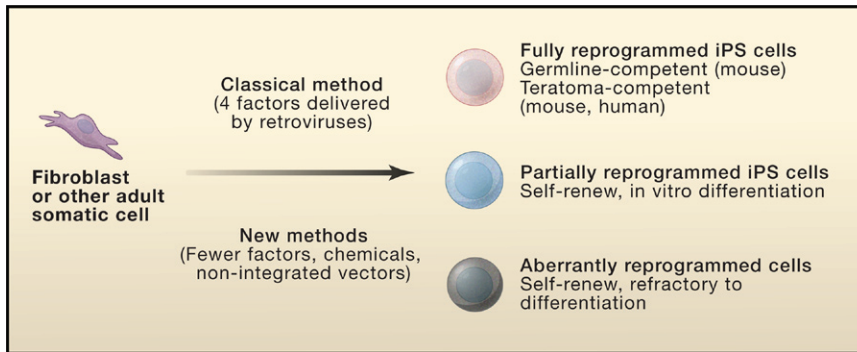 Fibroblast
or other adult
somatic cell
Classical method
(4 factors delivered
by retroviruses)
New methods
(Fewer factors, chemicals,
non-integrated vectors)
Fully reprogrammed iPS cells
Germline-competent (mouse)
Teratoma-competent
(mouse, human)
Partially reprogrammed iPS cells
Self-renew, in vitro differentiation
Aberrantly reprogrammed cells
Self-renew, refractory to
differentiation